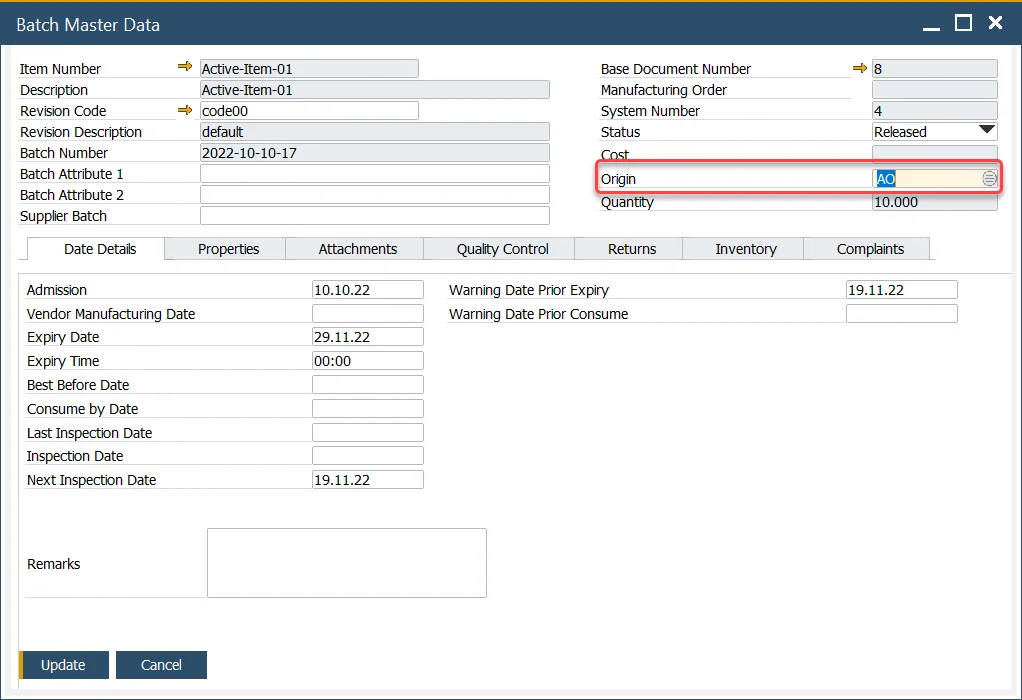 Batch Master Data
Item Number Active-Item-01
Description Active-Item-01
Revision Code code00
Revision Description default
Batch Number 2022-10-10-17
Batch Attribute 1
Batch Attribute 2
Supplier Batch
Base Document Number 8
Manufacturing Order
System Number 4
Status Released
Cost
Origin AO
Quantity 10.000
Date Details Properties Attachments Quality Control Returns Inventory Complaints
Admission 10.10.22
Vendor Manufacturing Date
Expiry Date 29.11.22
Expiry Time 00:00
Best Before Date
Consume by Date
Last Inspection Date
Inspection Date
Next Inspection Date 19.11.22
Warning Date Prior Expiry 19.11.22
Warning Date Prior Consume
Remarks
Update Cancel